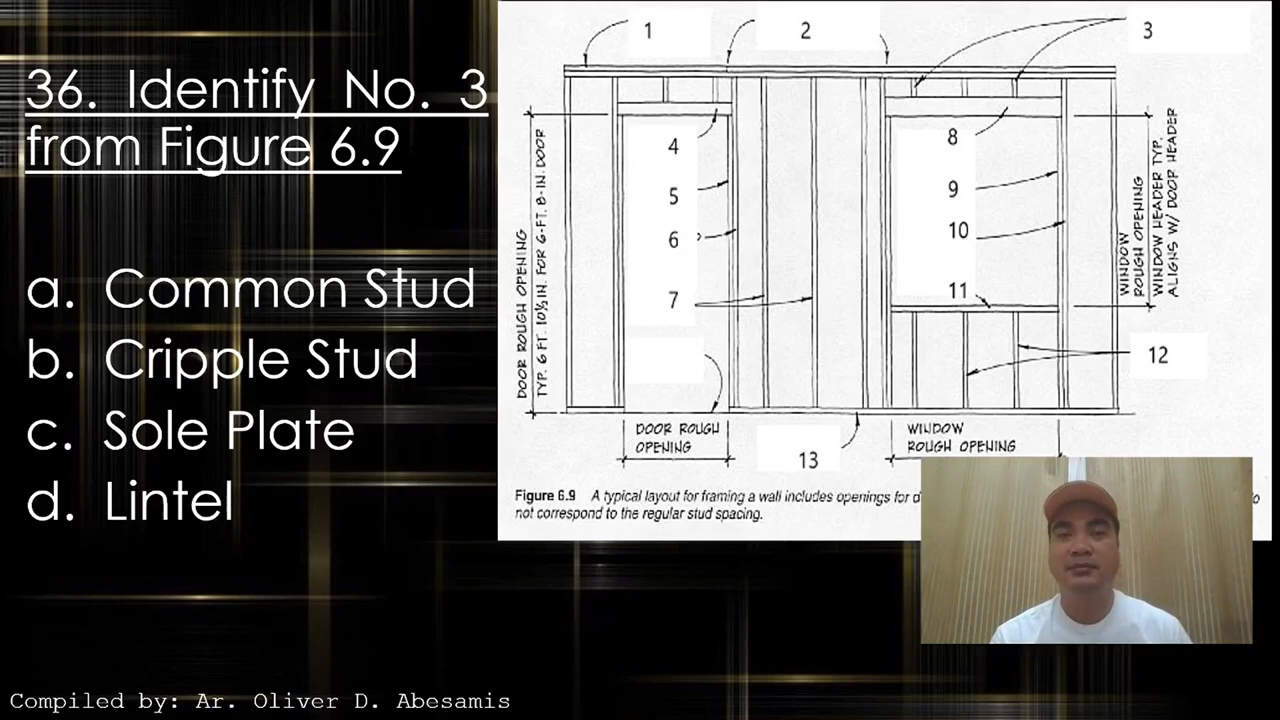 36. Identify No. 3
from Figure 6.9
a. Common Stud
b. Cripple Stud
c. Sole Plate
d. Lintel
1
2
3
4
5
6
7
8
9
10
11
12
13
DOOR ROUGH OPENING
TYP. 6 FT. 10½ IN. FOR 6-FT. 8-IN. DOOR
WINDOW
ROUGH OPENING
WINDOW HEADER TYP.
ALIGNS W/ DOOR HEADER
DOOR ROUGH
OPENING
WINDOW
ROUGH OPENING
Figure 6.9 A typical layout for framing a wall includes openings for
not correspond to the regular stud spacing.
Compiled by: Ar. Oliver D. Abesamis